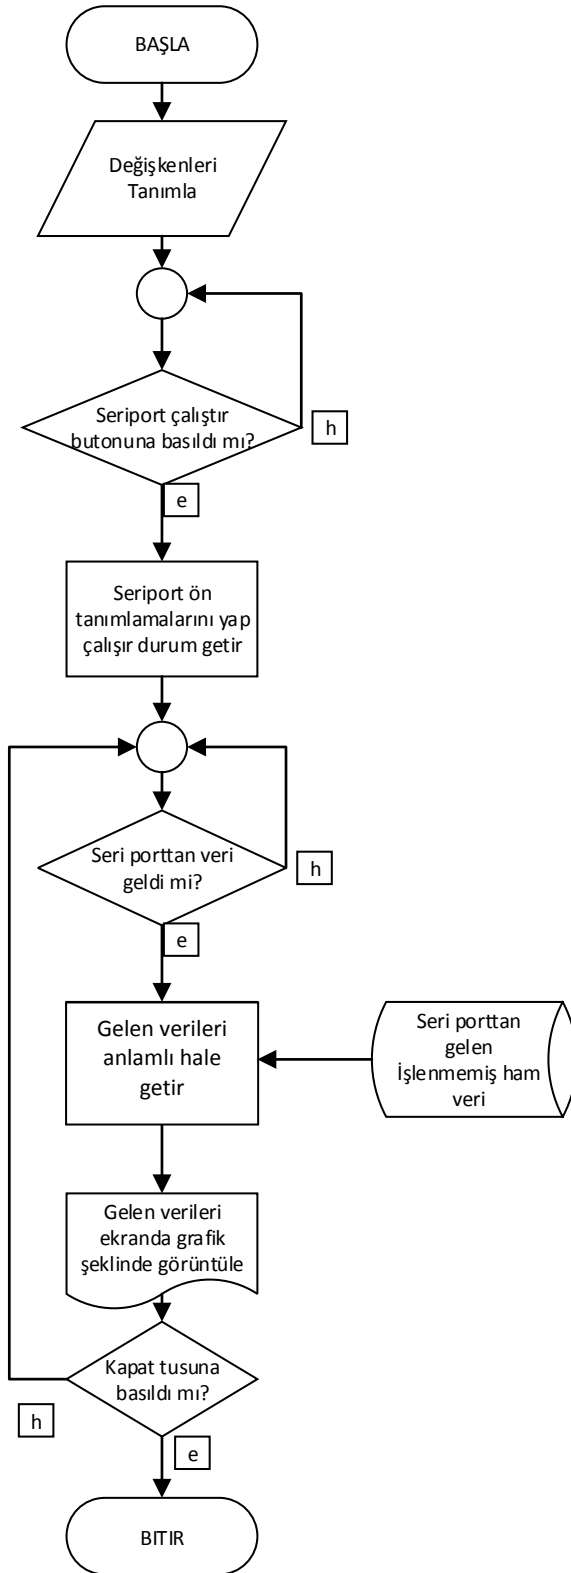 BAŞLA
Değişkenleri
Tanımla
Seriport çalıştır
butonuna basıldı mı?
h
e
Seriport ön
tanımlamalarını yap
çalışır durum getir
Seri porttan veri
geldi mi?
h
e
Gelen verileri
anlamlı hale
getir
Seri porttan
gelen
İşlenmemiş ham
veri
Gelen verileri
ekranda grafik
şeklinde görüntüle
Kapat tusuna
basıldı mı?
h
e
BITIR